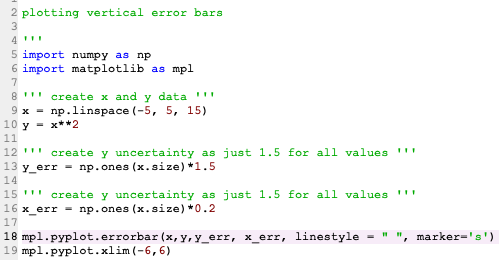 2 plotting vertical error bars
3
4 '''
5 import numpy as np
6 import matplotlib as mpl
7
8 ''' create x and y data '''
9 x = np.linspace(-5, 5, 15)
10 y = x**2
11
12 ''' create y uncertainty as just 1.5 for all values '''
13 y_err = np.ones(x.size)*1.5
14
15 ''' create y uncertainty as just 1.5 for all values '''
16 x_err = np.ones(x.size)*0.2
17
18 mpl.pyplot.errorbar(x,y,y_err, x_err, linestyle = " ", marker='s')
19 mpl.pyplot.xlim(-6,6)